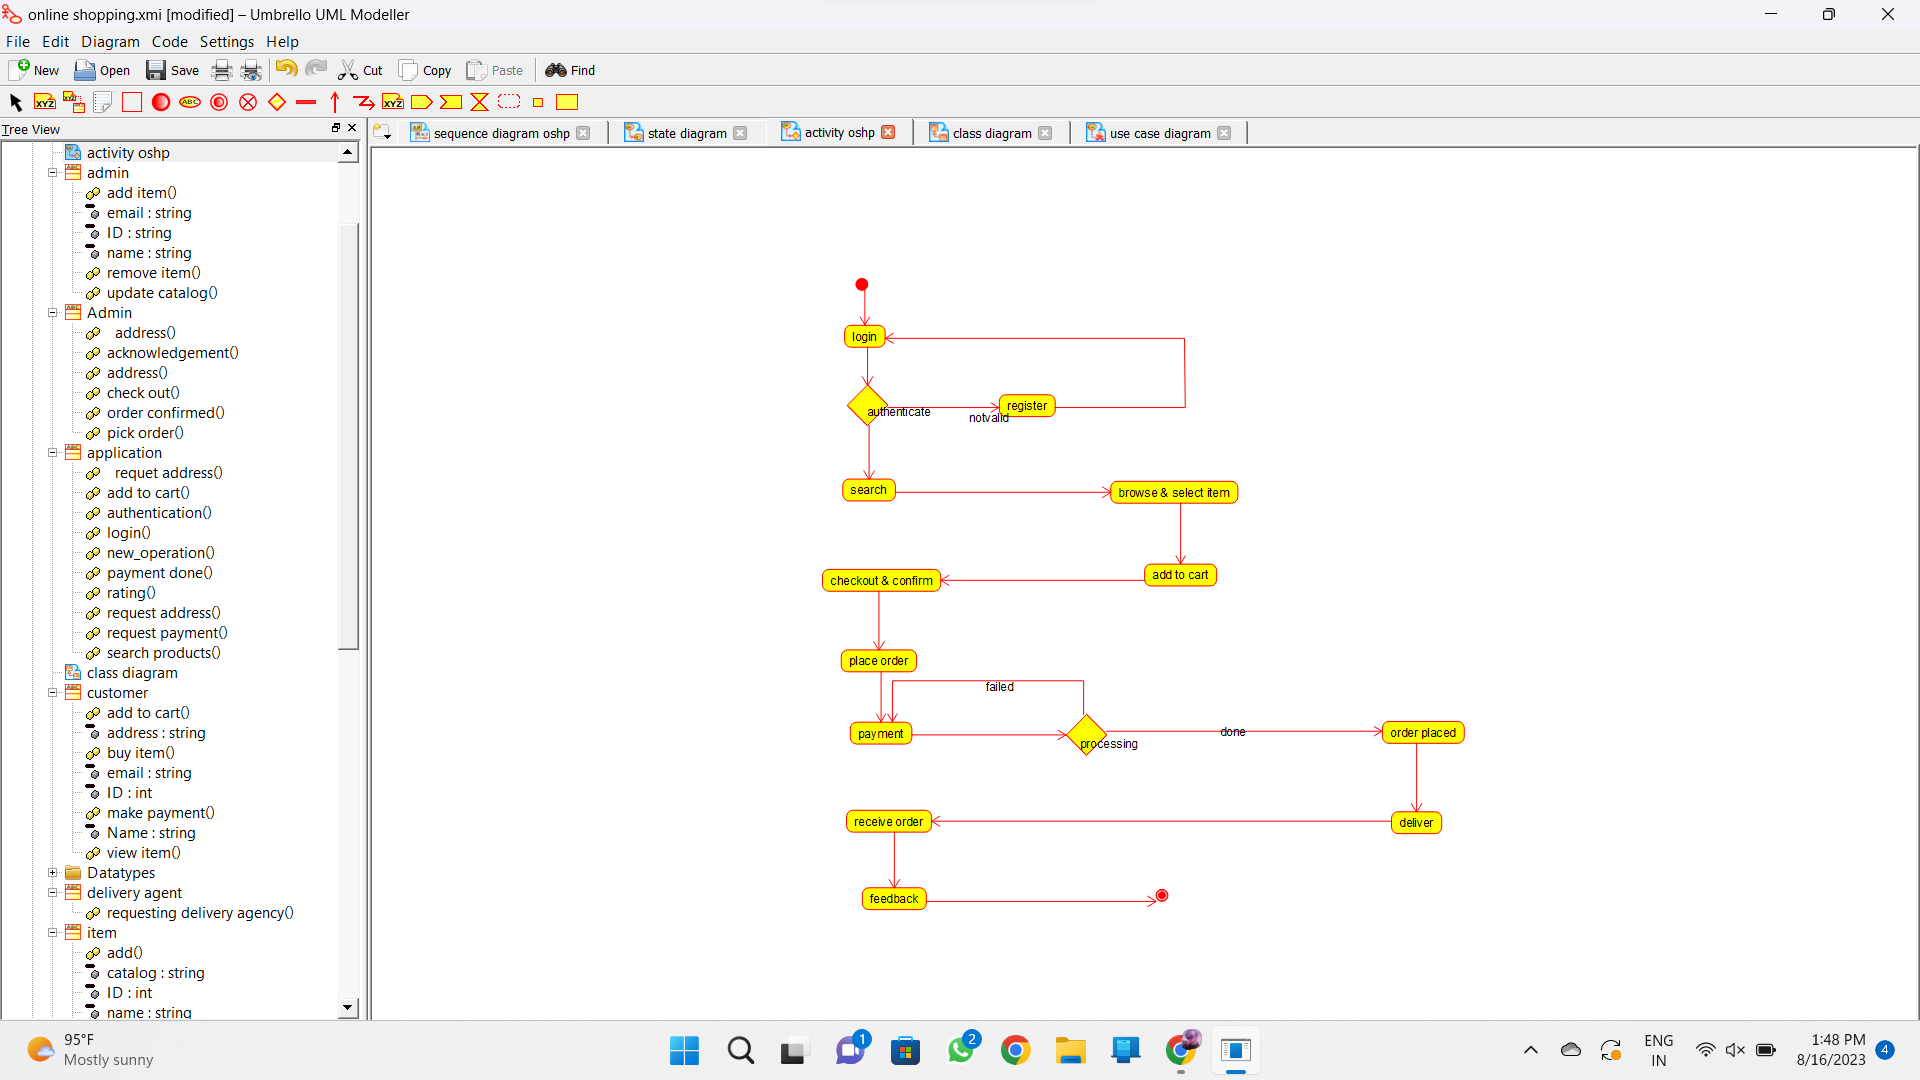 online shopping.xmi [modified] – Umbrello UML Modeller
File Edit Diagram Code Settings Help
New Open Save Cut Copy Paste Find
XYZ XYZ ABC XYZ
Tree View
sequence diagram oshp state diagram activity oshp class diagram use case diagram
activity oshp
admin
add item()
email : string
ID : string
name : string
remove item()
update catalog()
Admin
address()
acknowledgement()
address()
check out()
order confirmed()
pick order()
application
requet address()
add to cart()
authentication()
login()
new_operation()
payment done()
rating()
request address()
request payment()
search products()
class diagram
customer
add to cart()
address : string
buy item()
email : string
ID : int
make payment()
Name : string
view item()
Datatypes
delivery agent
requesting delivery agency()
item
add()
catalog : string
ID : int
name : string
login
authenticate
notvalid
register
search
browse & select item
add to cart
checkout & confirm
place order
failed
payment
processing
done
order placed
receive order
deliver
feedback
95°F
Mostly sunny
1
2
ENG
IN
1:48 PM
8/16/2023
4